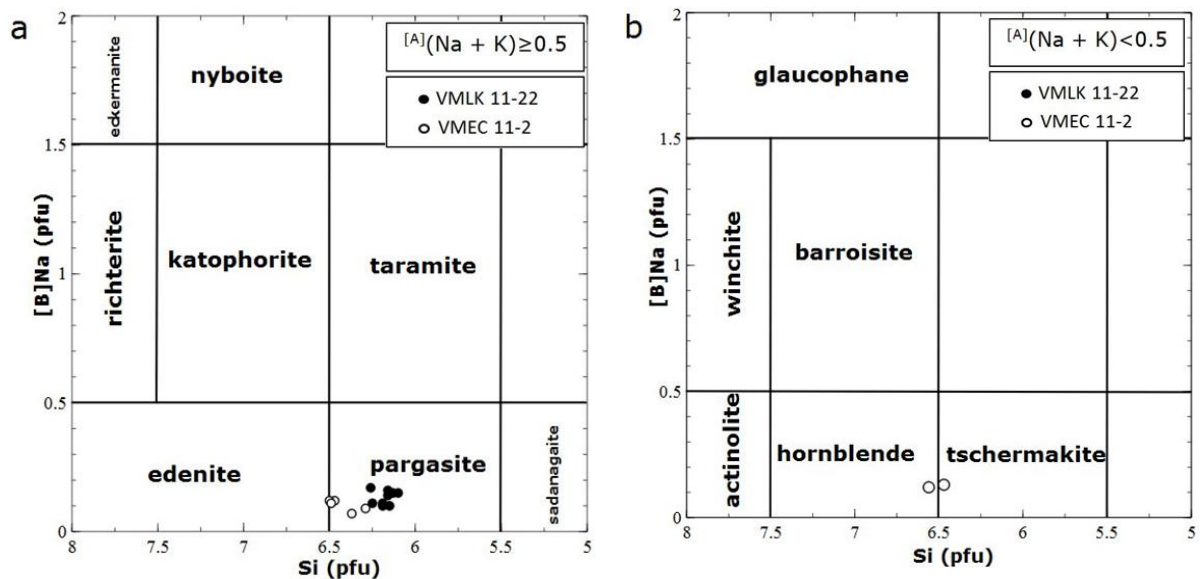 a
[A](Na + K)≥0.5
VMLK 11-22
VMEC 11-2
eckermanite
nyboite
richterite
katophorite
taramite
edenite
pargasite
sadanagaite
[B]Na (pfu)
2
1.5
1
0.5
0
8
7.5
7
6.5
6
5.5
5
Si (pfu)
b
[A](Na + K)<0.5
VMLK 11-22
VMEC 11-2
glaucophane
winchite
barroisite
actinolite
hornblende
tschermakite
[B]Na (pfu)
2
1.5
1
0.5
0
8
7.5
7
6.5
6
5.5
5
Si (pfu)